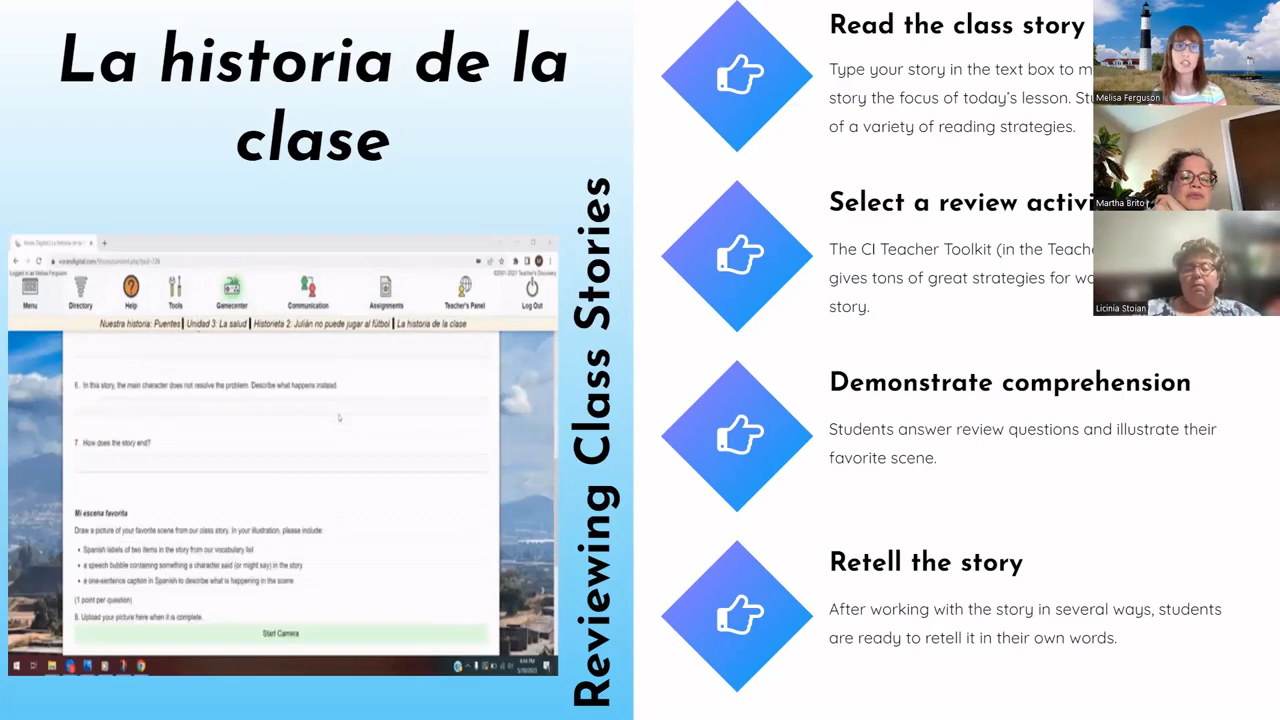 La historia de la
clase
Reviewing Class Stories
Logged in as Melisa Ferguson
Menu
Directory
Help
Tools
Gamecenter
Communication
Assignments
Teacher's Panel
Log Out
Nuestra historia: Puentes | Unidad 3: La salud | Historieta 2: Julián no puede jugar al fútbol | La historia de la clase
6. In this story, the main character does not resolve the problem. Describe what happens instead.
7. How does the story end?
Mi escena favorita
Draw a picture of your favorite scene from our class story. In your illustration, please include:
• Spanish labels of two items in the story from our vocabulary list
• a speech bubble containing something a character said (or might say) in the story
• a one-sentence caption in Spanish to describe what is happening in the scene
(1 point per question)
8. Upload your picture here when it is complete.
Start Camera
Read the class story
Type your story in the text box to m
story the focus of today's lesson. Stu
of a variety of reading strategies.
Select a review activi
The CI Teacher Toolkit (in the Teach
gives tons of great strategies for wo
story.
Demonstrate comprehension
Students answer review questions and illustrate their
favorite scene.
Retell the story
After working with the story in several ways, students
are ready to retell it in their own words.
Melisa Ferguson
Martha Brito
Licinia Stoian